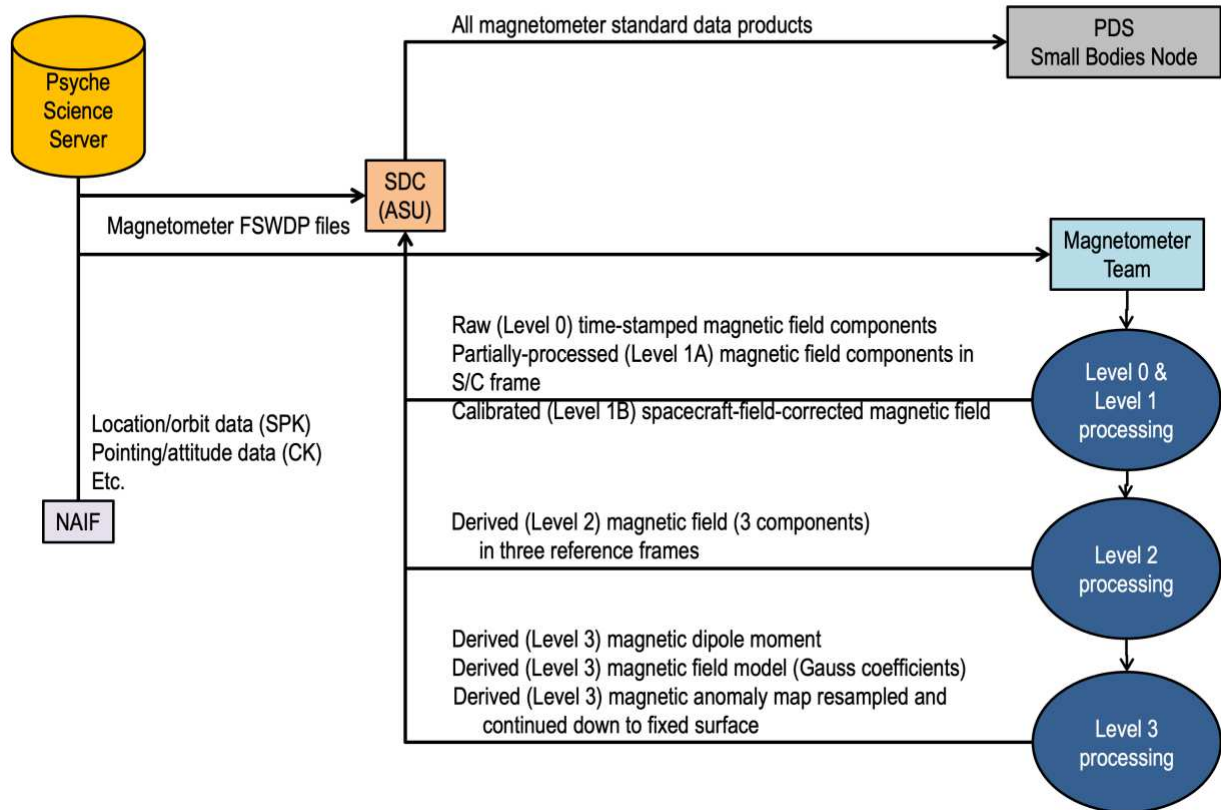 Psyche
Science
Server
All magnetometer standard data products
PDS
Small Bodies Node
SDC
(ASU)
Magnetometer FSWDP files
Magnetometer
Team
Raw (Level 0) time-stamped magnetic field components
Partially-processed (Level 1A) magnetic field components in
S/C frame
Calibrated (Level 1B) spacecraft-field-corrected magnetic field
Level 0 &
Level 1
processing
Location/orbit data (SPK)
Pointing/attitude data (CK)
Etc.
NAIF
Derived (Level 2) magnetic field (3 components)
in three reference frames
Level 2
processing
Derived (Level 3) magnetic dipole moment
Derived (Level 3) magnetic field model (Gauss coefficients)
Derived (Level 3) magnetic anomaly map resampled and
continued down to fixed surface
Level 3
processing